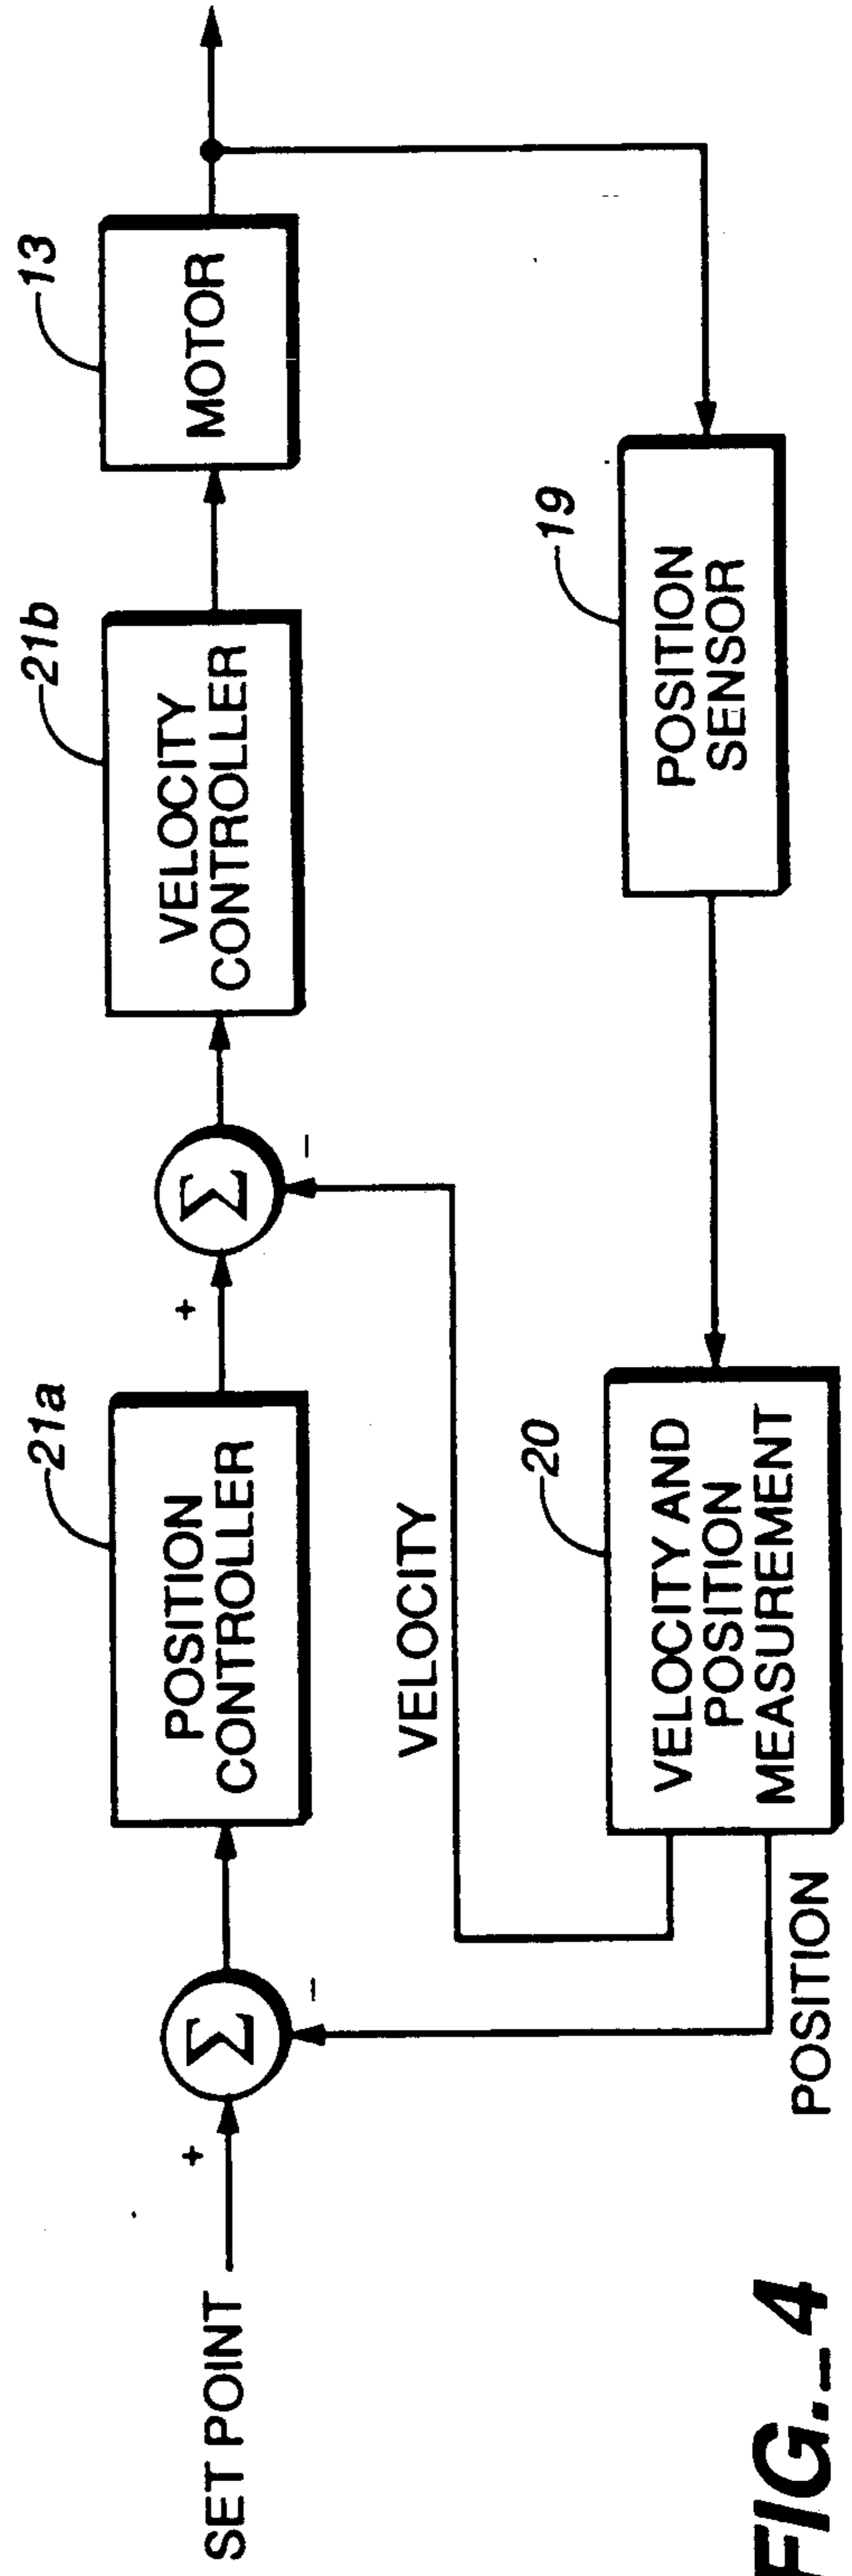 SET POINT
+
Σ
−
21a
POSITION
CONTROLLER
+
Σ
−
21b
VELOCITY
CONTROLLER
13
MOTOR
VELOCITY
POSITION
20
VELOCITY AND
POSITION
MEASUREMENT
19
POSITION
SENSOR
FIG._4